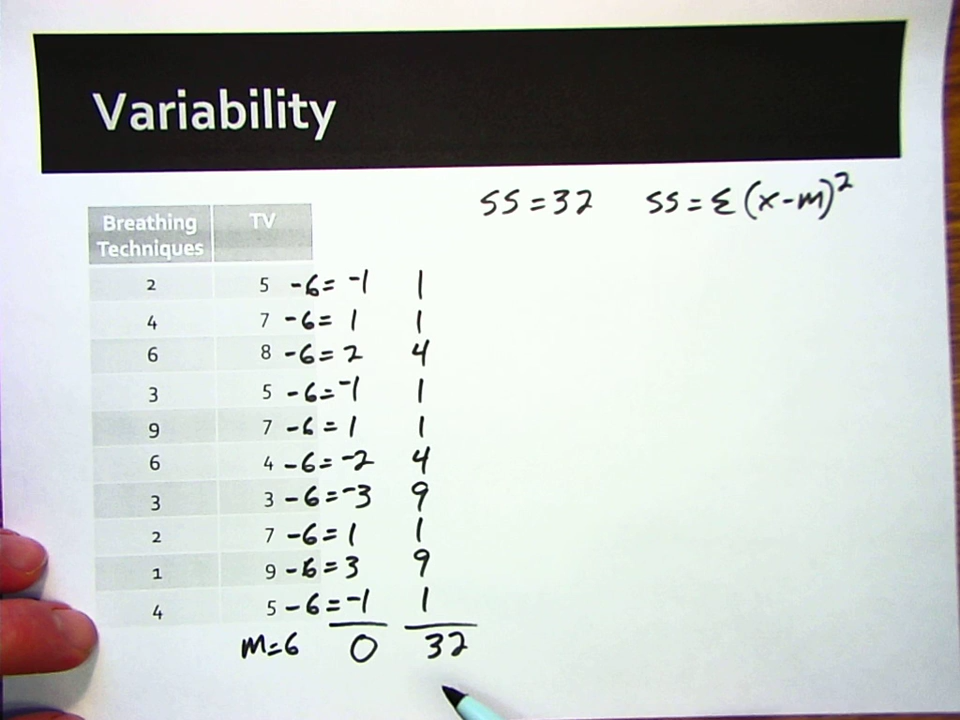 Variability
SS = 32 SS = Σ (x-m)²
Breathing Techniques TV
2 5 -6 = -1 1
4 7 -6 = 1 1
6 8 -6 = 2 4
3 5 -6 = -1 1
9 7 -6 = 1 1
6 4 -6 = -2 4
3 3 -6 = -3 9
2 7 -6 = 1 1
1 9 -6 = 3 9
4 5 -6 = -1 1
m=6 0 32